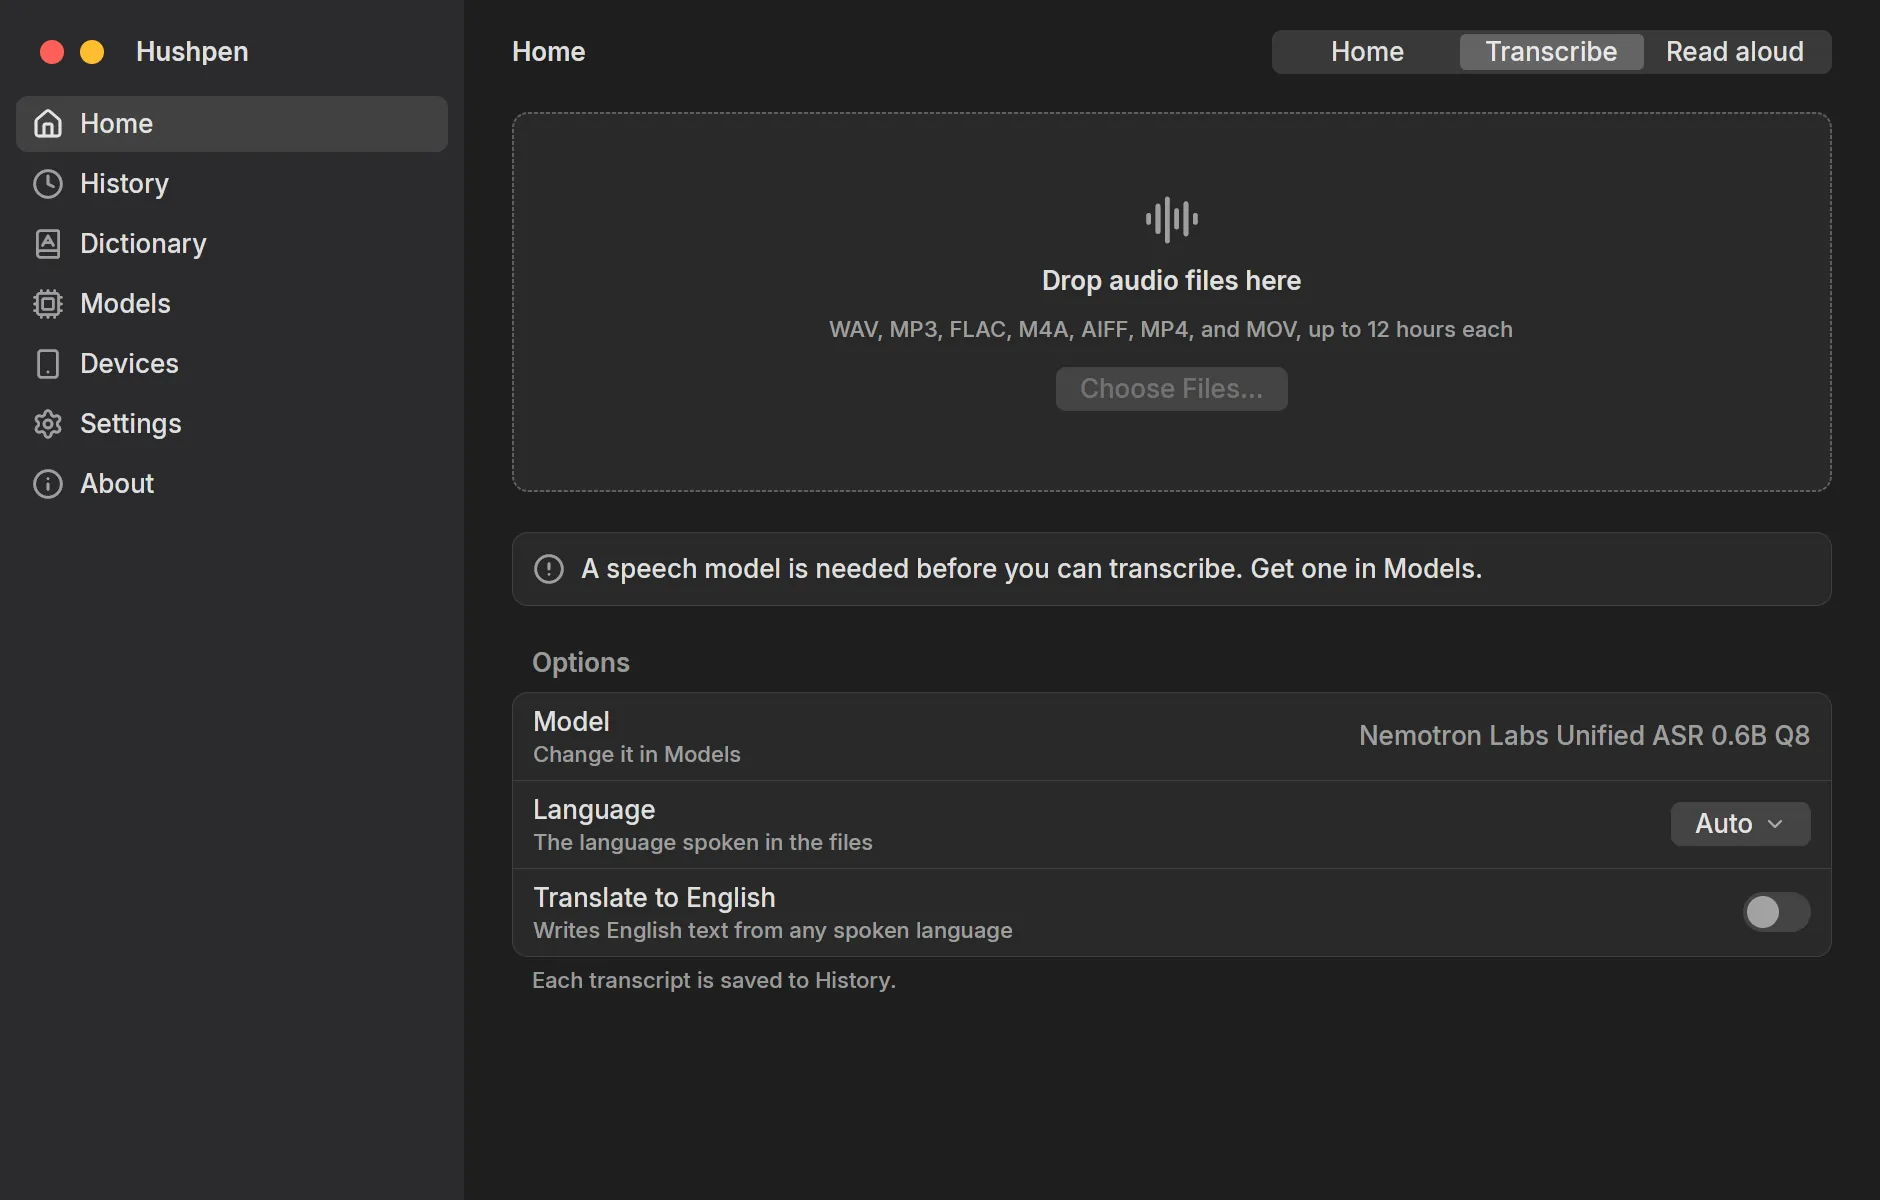 Hushpen
Home
History
Dictionary
Models
Devices
Settings
About
Home
Home Transcribe Read aloud
Drop audio files here
WAV, MP3, FLAC, M4A, AIFF, MP4, and MOV, up to 12 hours each
Choose Files...
A speech model is needed before you can transcribe. Get one in Models.
Options
Model
Change it in Models
Nemotron Labs Unified ASR 0.6B Q8
Language
The language spoken in the files
Auto
Translate to English
Writes English text from any spoken language
Each transcript is saved to History.